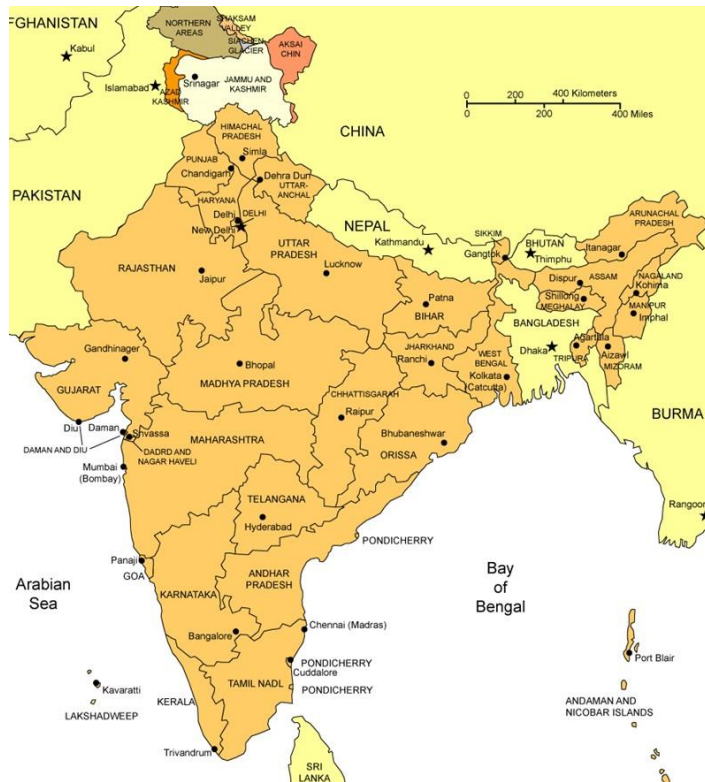 FGHANISTAN
Kabul
Islamabad
NORTHERN
AREAS
SHAKSAM
VALLEY
SIACHEN
GLACIER
AKSAI
CHIN
AZAD
KASHMIR
Srinagar
JAMMU AND
KASHMIR
0
200
400 Kilometers
0
200
400 Miles
CHINA
HIMACHAL
PRADESH
Simla
PUNJAB
Chandigarh
Dehra Dun
UTTAR-
ANCHAL
PAKISTAN
HARYANA
Delhi
DELHI
New Delhi
NEPAL
Kathmandu
SIKKIM
Gangtok
BHUTAN
Thimphu
ARUNACHAL
PRADESH
Itanagar
RAJASTHAN
Jaipur
UTTAR
PRADESH
Lucknow
Dispur
ASSAM
NAGALAND
Kohima
Shillong
MEGHALAY
MANIPUR
Imphal
Patna
BIHAR
BANGLADESH
Dhaka
Agartala
TRIPURA
Aizawl
MIZORAM
Gandhinager
GUJARAT
Bhopal
MADHYA PRADESH
JHARKHAND
Ranchi
WEST
BENGAL
Kolkata
(Catcutta)
CHHATTISGARAH
Raipur
BURMA
Diu
Daman
Shvassa
DAMAN AND DIU
DADRD AND
NAGAR HAVELI
MAHARASHTRA
Bhubaneshwar
ORISSA
Mumbai
(Bombay)
Rangoor
TELANGANA
Hyderabad
PONDICHERRY
Panaji
GOA
Arabian
Sea
KARNATAKA
ANDHAR
PRADESH
Bay
of
Bengal
Bangalore
Chennai (Madras)
PONDICHERRY
Cuddalore
PONDICHERRY
Port Blair
Kavaratti
LAKSHADWEEP
KERALA
TAMIL NADL
ANDAMAN AND
NICOBAR ISLANDS
Trivandrum
SRI
LANKA